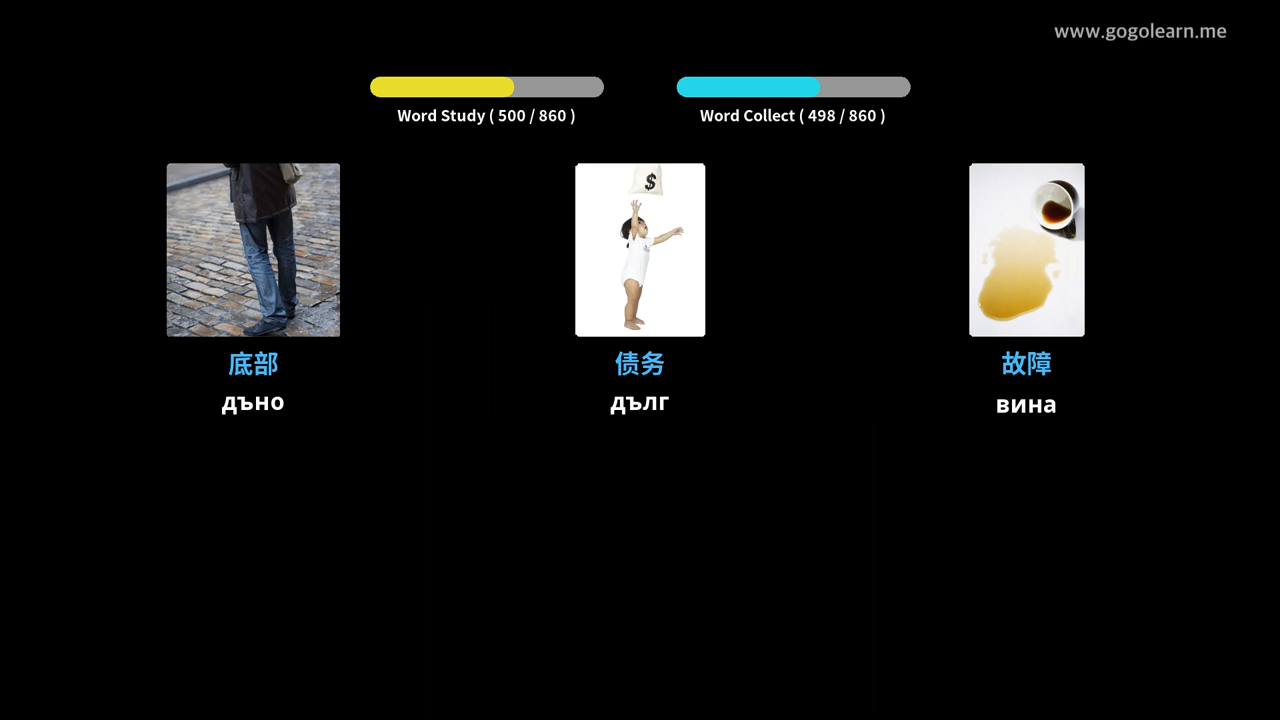 www.gogolearn.me
Word Study ( 500 / 860 )
Word Collect ( 498 / 860 )
$
底部
债务
故障
дъно
дълг
вина